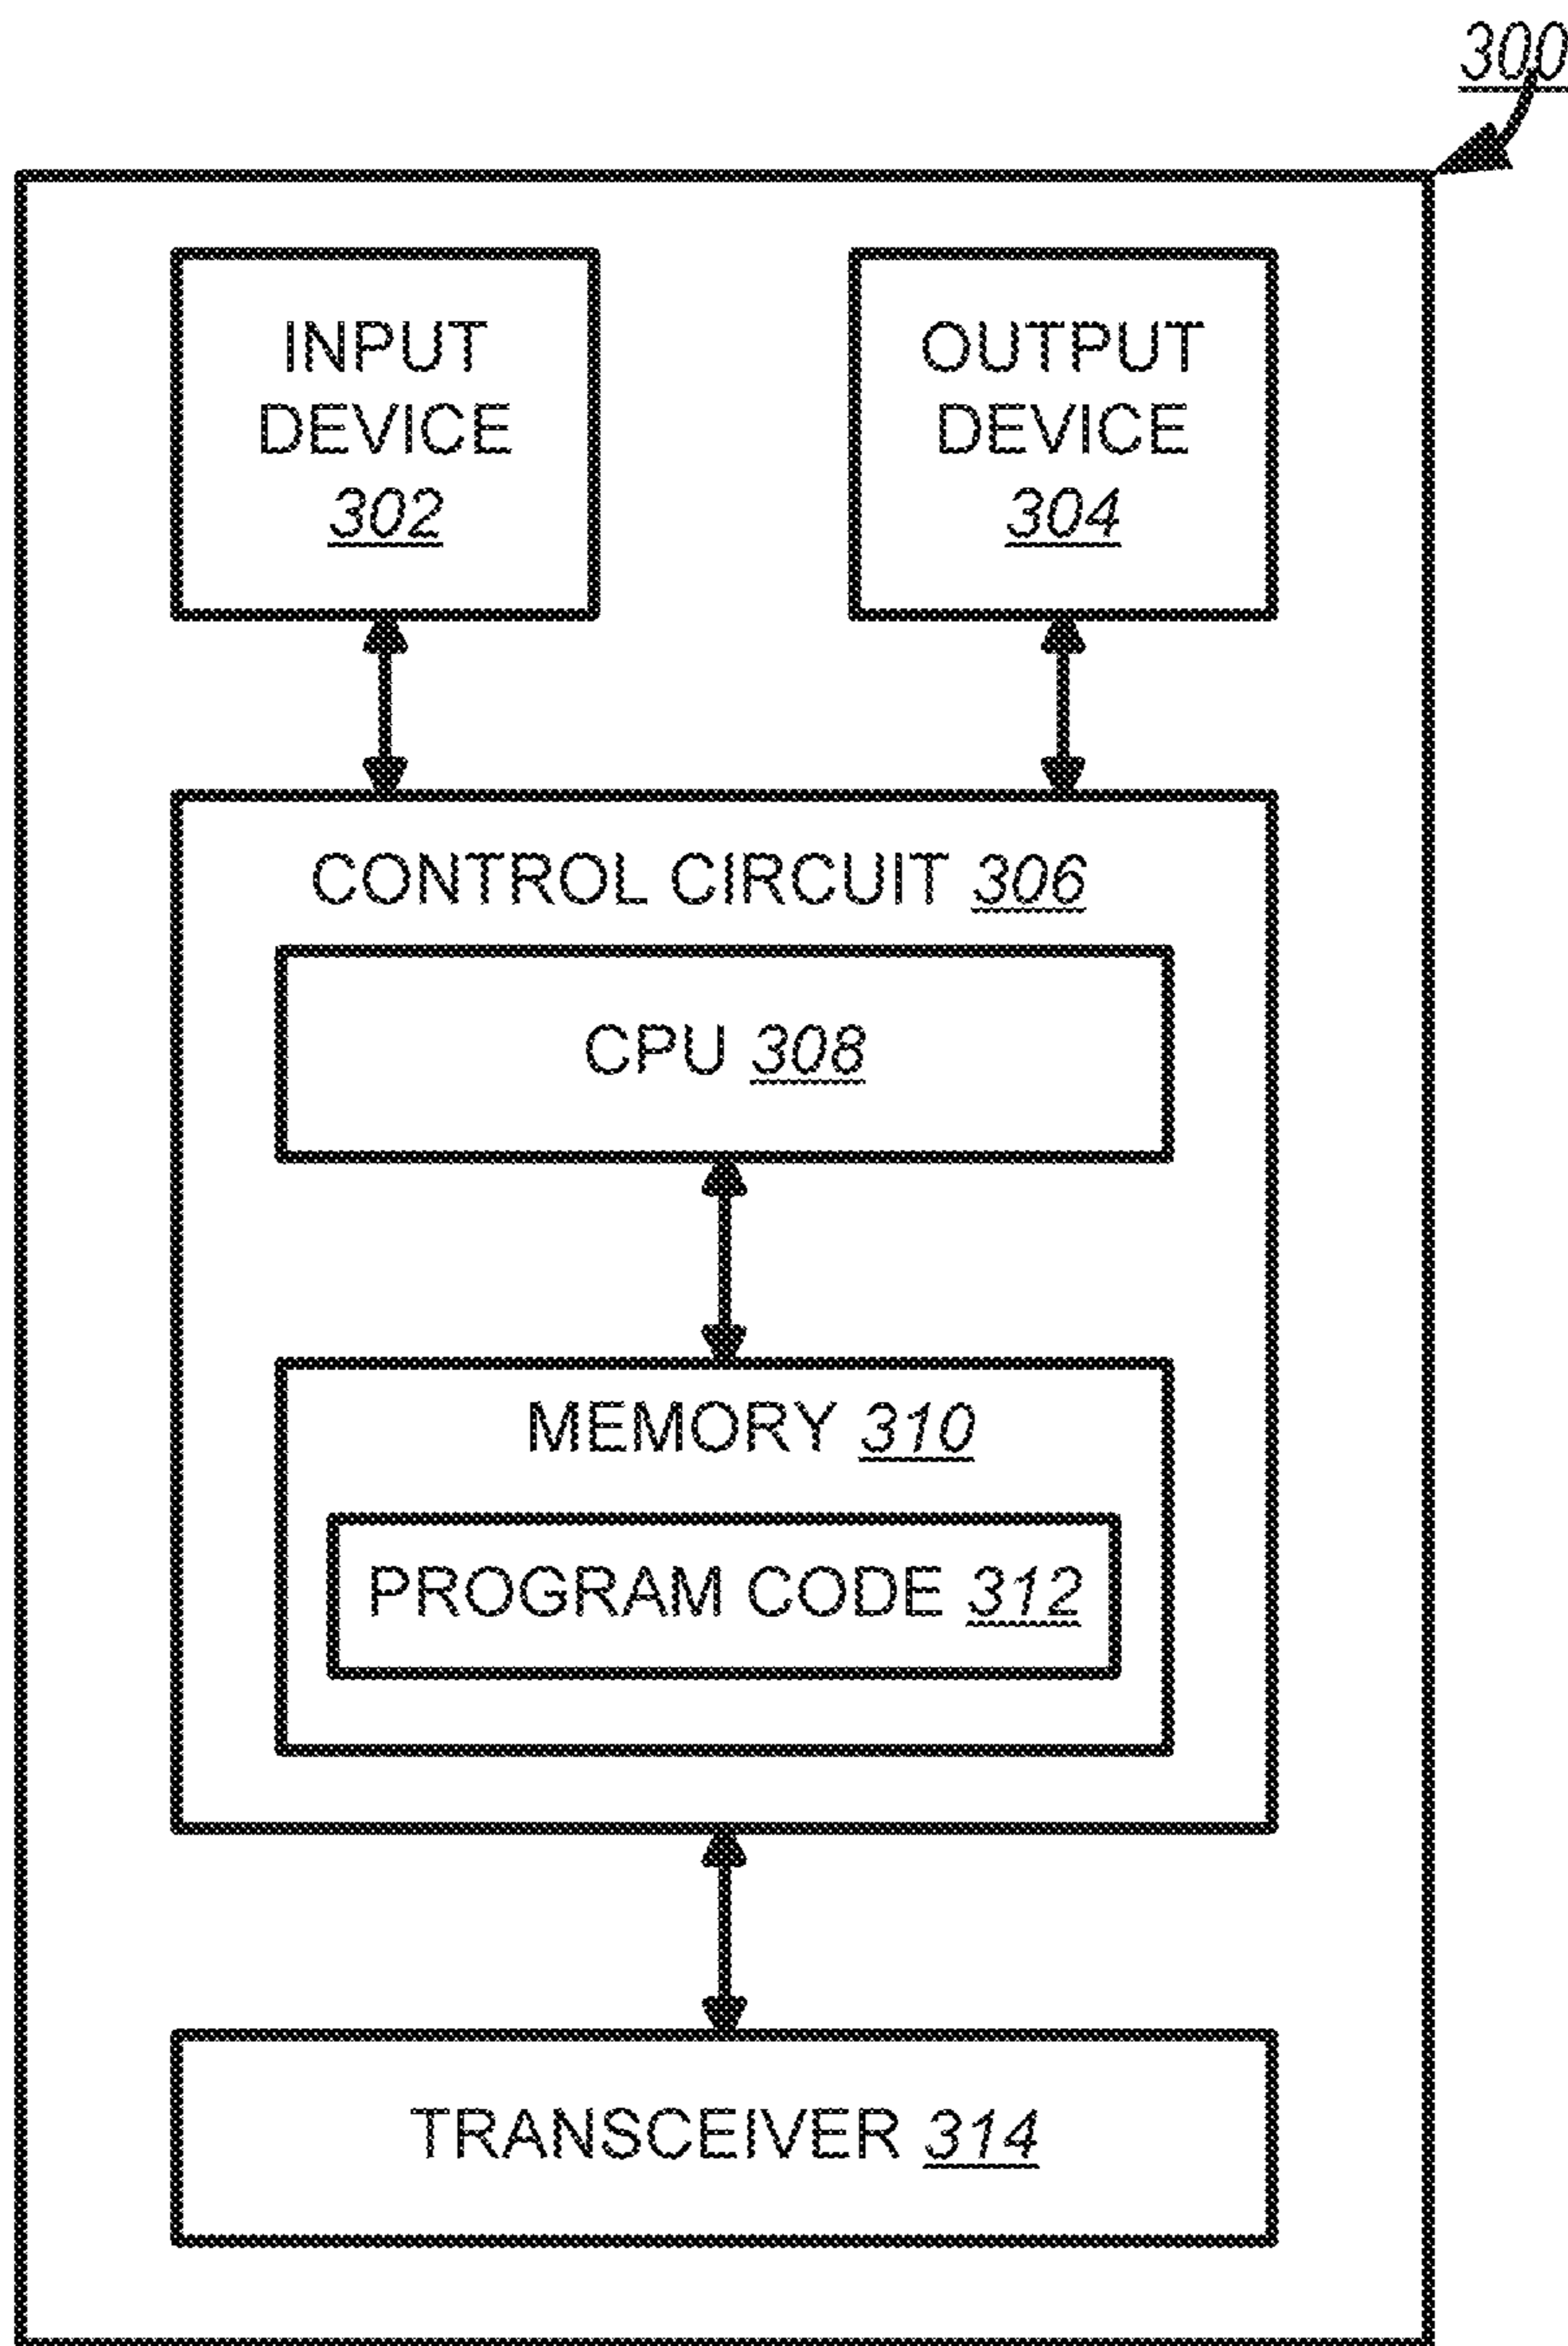 300
INPUT
DEVICE
302
OUTPUT
DEVICE
304
CONTROL CIRCUIT 306
CPU 308
MEMORY 310
PROGRAM CODE 312
TRANSCEIVER 314